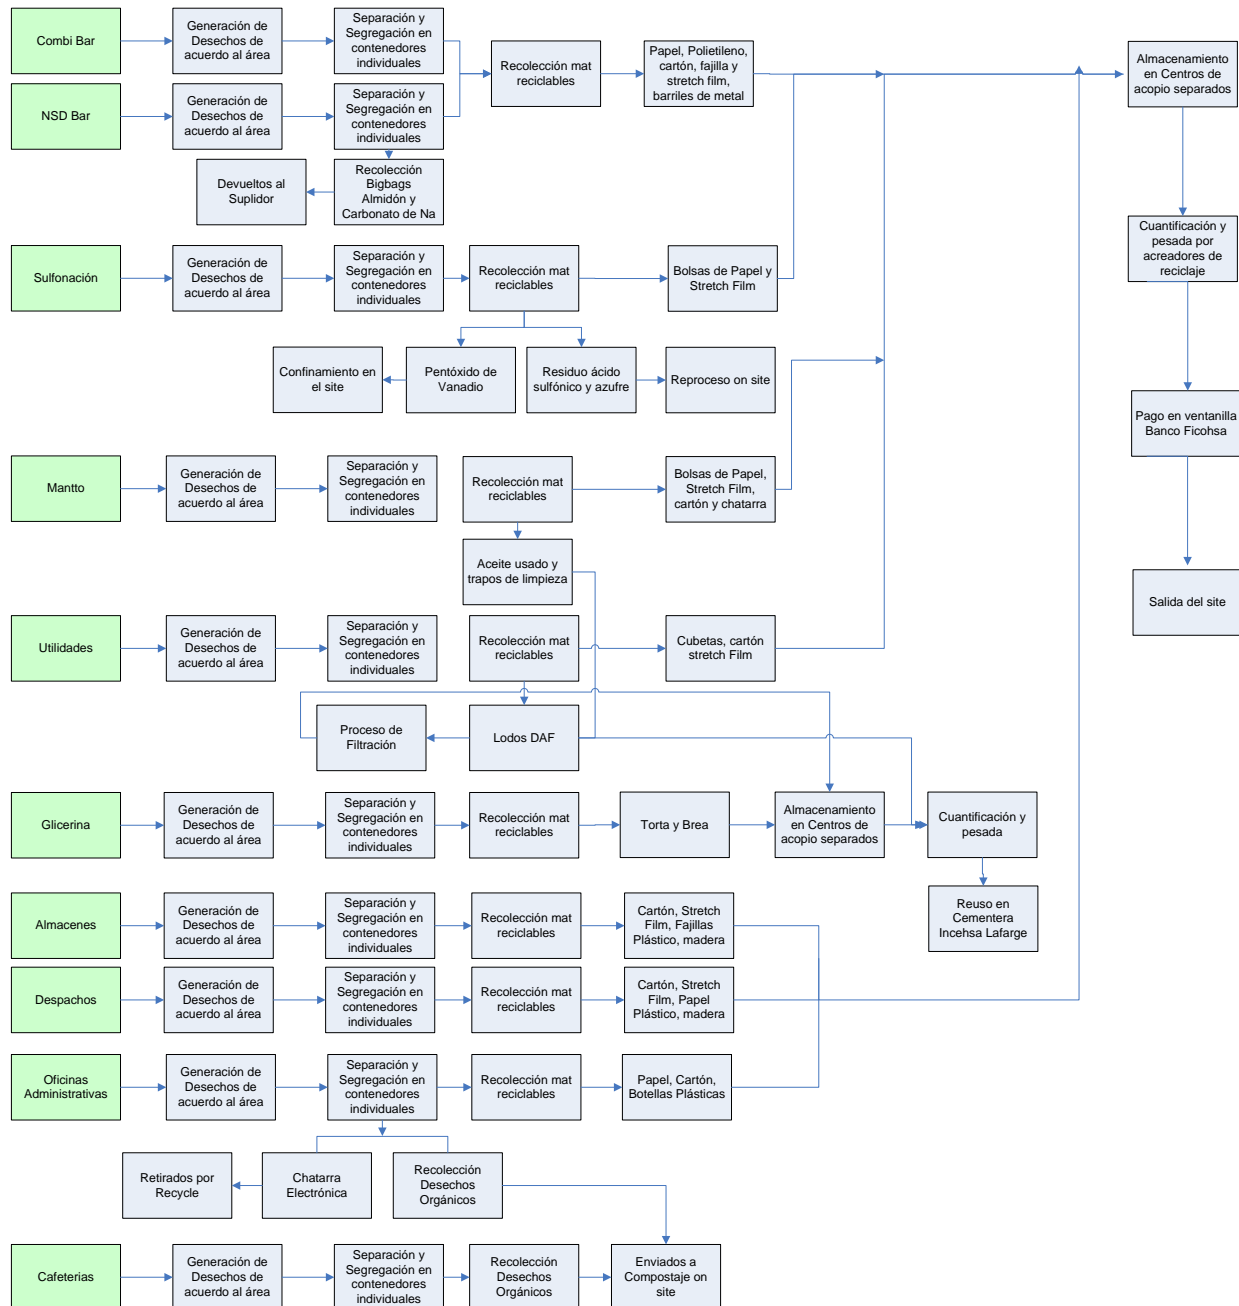 Combi Bar
Generación de
Desechos de
acuerdo al área
Separación y
Segregación en
contenedores
individuales
Recolección mat
reciclables
Papel, Polietileno,
cartón, fajilla y
stretch film,
barriles de metal
Almacenamiento
en Centros de
acopio separados
NSD Bar
Generación de
Desechos de
acuerdo al área
Separación y
Segregación en
contenedores
individuales
Devueltos al
Suplidor
Recolección
Bigbags
Almidón y
Carbonato de Na
Cuantificación y
pesada por
acreadores de
reciclaje
Sulfonación
Generación de
Desechos de
acuerdo al área
Separación y
Segregación en
contenedores
individuales
Recolección mat
reciclables
Bolsas de Papel y
Stretch Film
Confinamiento en
el site
Pentóxido de
Vanadio
Residuo ácido
sulfónico y azufre
Reproceso on site
Pago en ventanilla
Banco Ficohsa
Mantto
Generación de
Desechos de
acuerdo al área
Separación y
Segregación en
contenedores
individuales
Recolección mat
reciclables
Bolsas de Papel,
Stretch Film,
cartón y chatarra
Aceite usado y
trapos de limpieza
Salida del site
Utilidades
Generación de
Desechos de
acuerdo al área
Separación y
Segregación en
contenedores
individuales
Recolección mat
reciclables
Cubetas, cartón
stretch Film
Proceso de
Filtración
Lodos DAF
Glicerina
Generación de
Desechos de
acuerdo al área
Separación y
Segregación en
contenedores
individuales
Recolección mat
reciclables
Torta y Brea
Almacenamiento
en Centros de
acopio separados
Cuantificación y
pesada
Reuso en
Cementera
Incehsa Lafarge
Almacenes
Generación de
Desechos de
acuerdo al área
Separación y
Segregación en
contenedores
individuales
Recolección mat
reciclables
Cartón, Stretch
Film, Fajillas
Plástico, madera
Despachos
Generación de
Desechos de
acuerdo al área
Separación y
Segregación en
contenedores
individuales
Recolección mat
reciclables
Cartón, Stretch
Film, Papel
Plástico, madera
Oficinas
Administrativas
Generación de
Desechos de
acuerdo al área
Separación y
Segregación en
contenedores
individuales
Recolección mat
reciclables
Papel, Cartón,
Botellas Plásticas
Retirados por
Recycle
Chatarra
Electrónica
Recolección
Desechos
Orgánicos
Cafeterias
Generación de
Desechos de
acuerdo al área
Separación y
Segregación en
contenedores
individuales
Recolección
Desechos
Orgánicos
Enviados a
Compostaje on
site